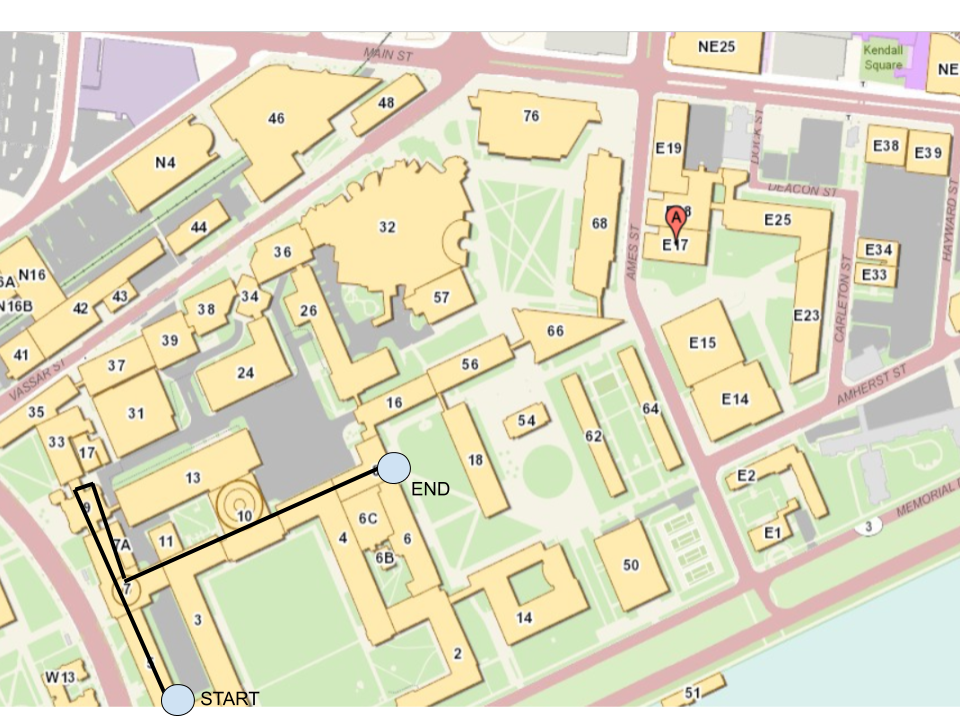 MAIN ST
NE25
Kendall
Square
NE
48
46
76
T
T
N4
E19
DOCK ST
E38
E39
DEACON ST
HAYWARD ST
44
32
68
A
E25
36
E17
AMES ST
E34
N16
E33
CARLETON ST
34
57
43
42
38
26
N16B
E23
66
39
E15
41
37
56
24
VASSAR ST
AMHERST ST
E14
16
35
31
64
54
33
62
17
18
END
13
E2
9
10
6C
MEMORIAL
3
E1
7A
11
4
6
6B
50
7
3
14
2
5
W13
START
51